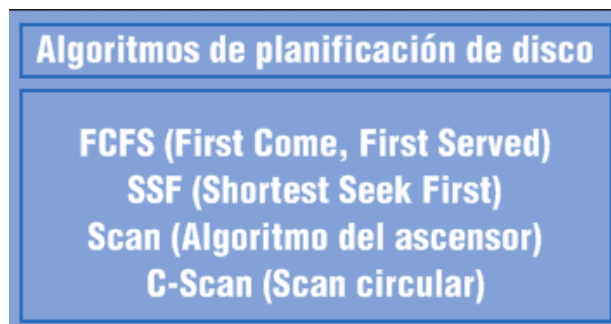 Algoritmos de planificación de disco
FCFS (First Come, First Served)
SSF (Shortest Seek First)
Scan (Algoritmo del ascensor)
C-Scan (Scan circular)